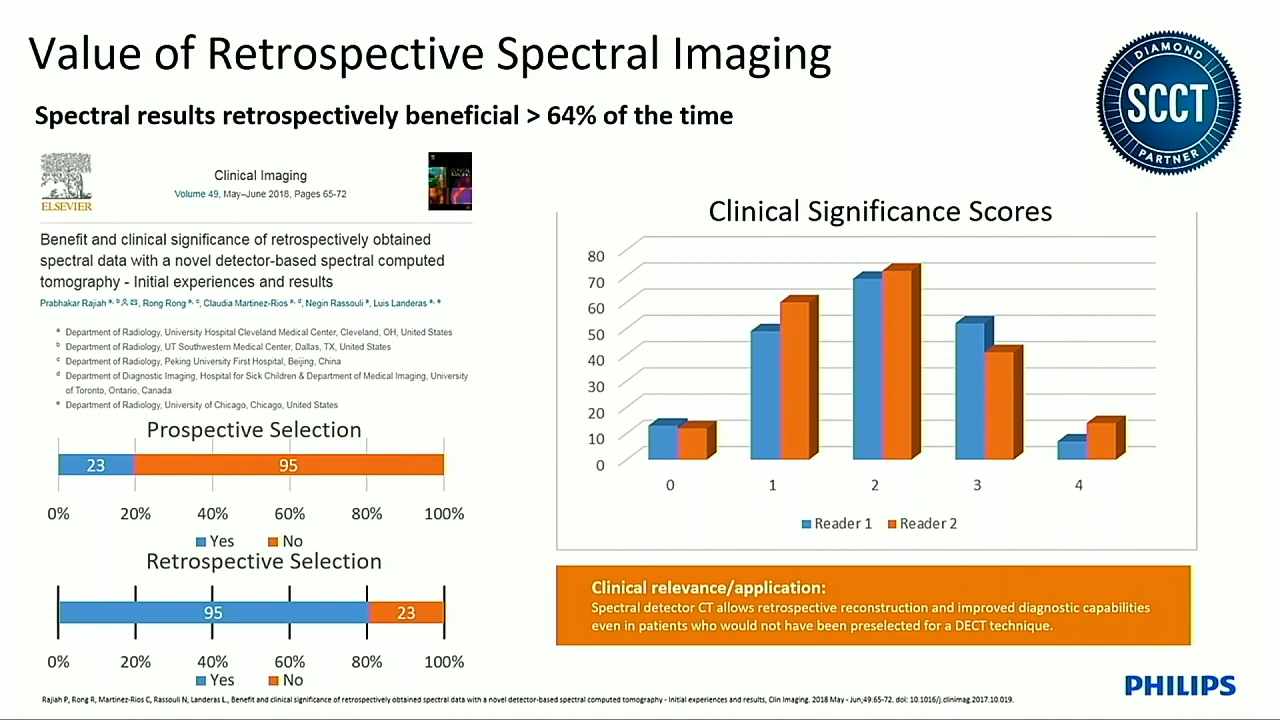 Value of Retrospective Spectral Imaging
DIAMOND
SCCT
PARTNER
Spectral results retrospectively beneficial > 64% of the time
ELSEVIER
Clinical Imaging
Volume 49, May–June 2018, Pages 65-72
Benefit and clinical significance of retrospectively obtained
spectral data with a novel detector-based spectral computed
tomography - Initial experiences and results
Prabhakar Rajiah a, b, Rong Rong a, c, Claudia Martinez-Rios a, d, Negin Rassouli a, Luis Landeras a, e
a Department of Radiology, University Hospital Cleveland Medical Center, Cleveland, OH, United States
b Department of Radiology, UT Southwestern Medical Center, Dallas, TX, United States
c Department of Radiology, Peking University First Hospital, Beijing, China
d Department of Diagnostic Imaging, Hospital for Sick Children & Department of Medical Imaging, University
of Toronto, Ontario, Canada
e Department of Radiology, University of Chicago, Chicago, United States
Prospective Selection
23 95
0% 20% 40% 60% 80% 100%
Yes No
Retrospective Selection
95 23
0% 20% 40% 60% 80% 100%
Yes No
Clinical Significance Scores
80
70
60
50
40
30
20
10
0
0 1 2 3 4
Reader 1 Reader 2
Clinical relevance/application:
Spectral detector CT allows retrospective reconstruction and improved diagnostic capabilities
even in patients who would not have been preselected for a DECT technique.
PHILIPS
Rajiah P, Rong R, Martinez-Rios C, Rassouli N, Landeras L., Benefit and clinical significance of retrospectively obtained spectral data with a novel detector-based spectral computed tomography - Initial experiences and results, Clin Imaging. 2018 May - Jun;49:65-72. doi: 10.1016/j.clinimag.2017.10.019.